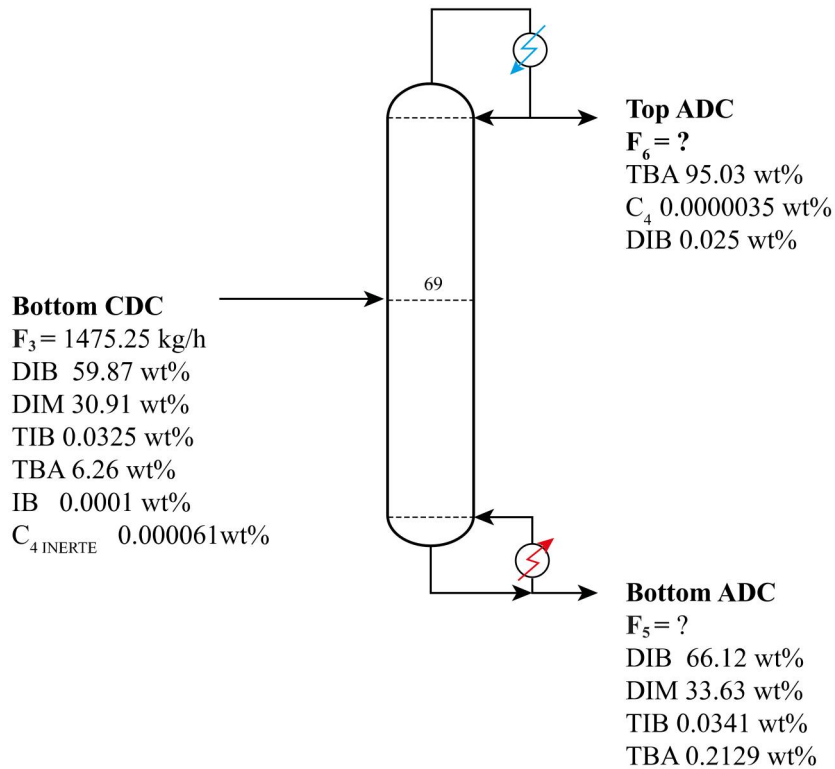 Top ADC
F₆ = ?
TBA 95.03 wt%
C₄ 0.0000035 wt%
DIB 0.025 wt%
69
Bottom CDC
F₃ = 1475.25 kg/h
DIB 59.87 wt%
DIM 30.91 wt%
TIB 0.0325 wt%
TBA 6.26 wt%
IB 0.0001 wt%
C₄ INERTE 0.000061wt%
Bottom ADC
F₅ = ?
DIB 66.12 wt%
DIM 33.63 wt%
TIB 0.0341 wt%
TBA 0.2129 wt%